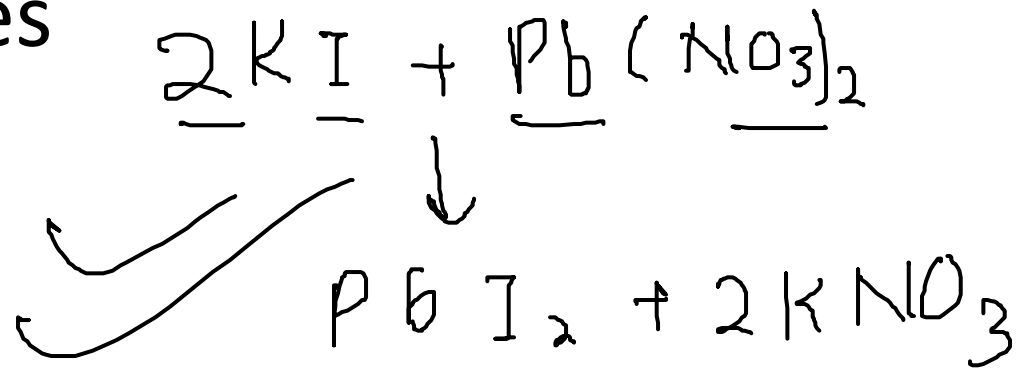 es
2KI + Pb(NO₃)₂
↓
PbI₂ + 2KNO₃